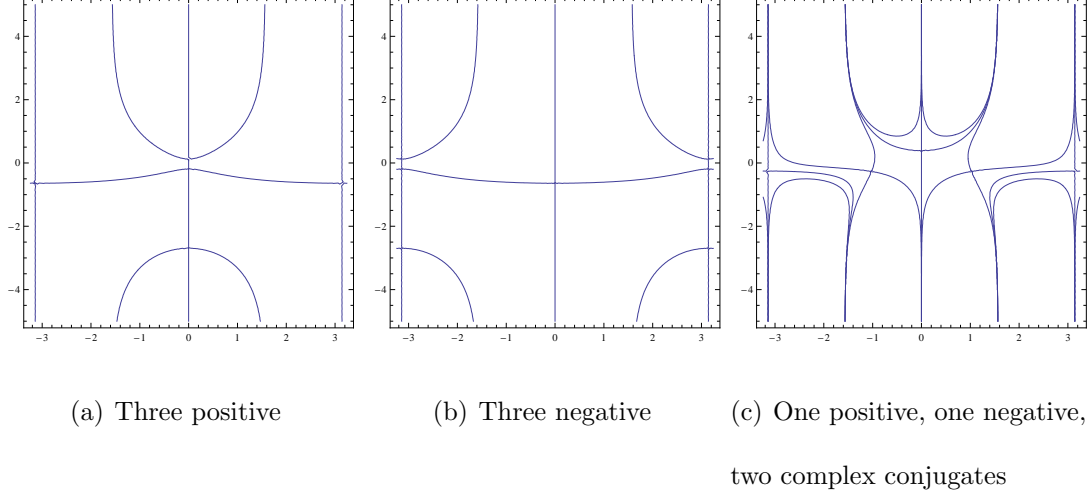 4
2
0
−2
−4
−3 −2 −1 0 1 2 3
4
2
0
−2
−4
−3 −2 −1 0 1 2 3
4
2
0
−2
−4
−3 −2 −1 0 1 2 3
(a) Three positive
(b) Three negative
(c) One positive, one negative,
two complex conjugates